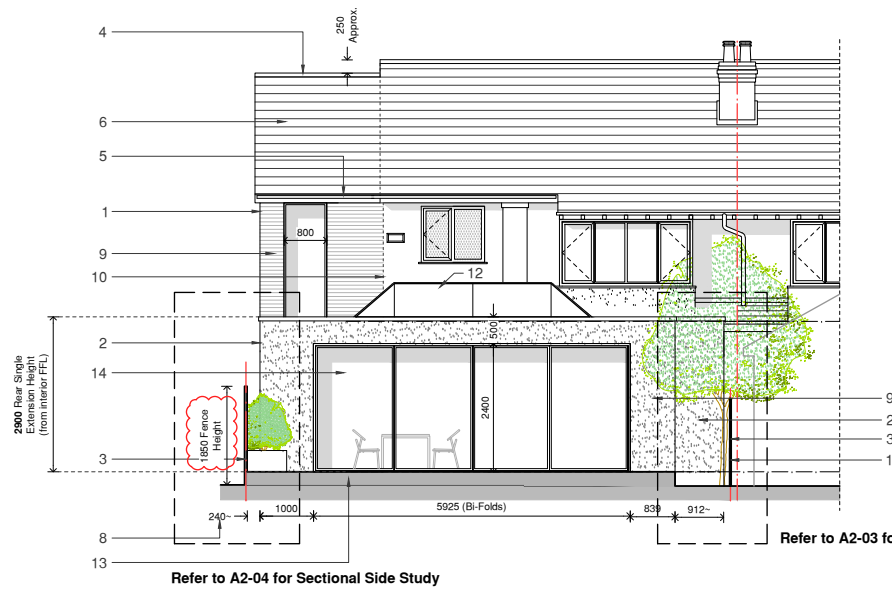 250
Approx.
4
6
5
1
800
9
10
12
2
500
14
2900 Rear Single
Extension Height
(from interior FFL)
1850 Fence
Height
2400
9
2
3
3
1
240~
1000
5925 (Bi-Folds)
839
912~
8
Refer to A2-03 fo
13
Refer to A2-04 for Sectional Side Study